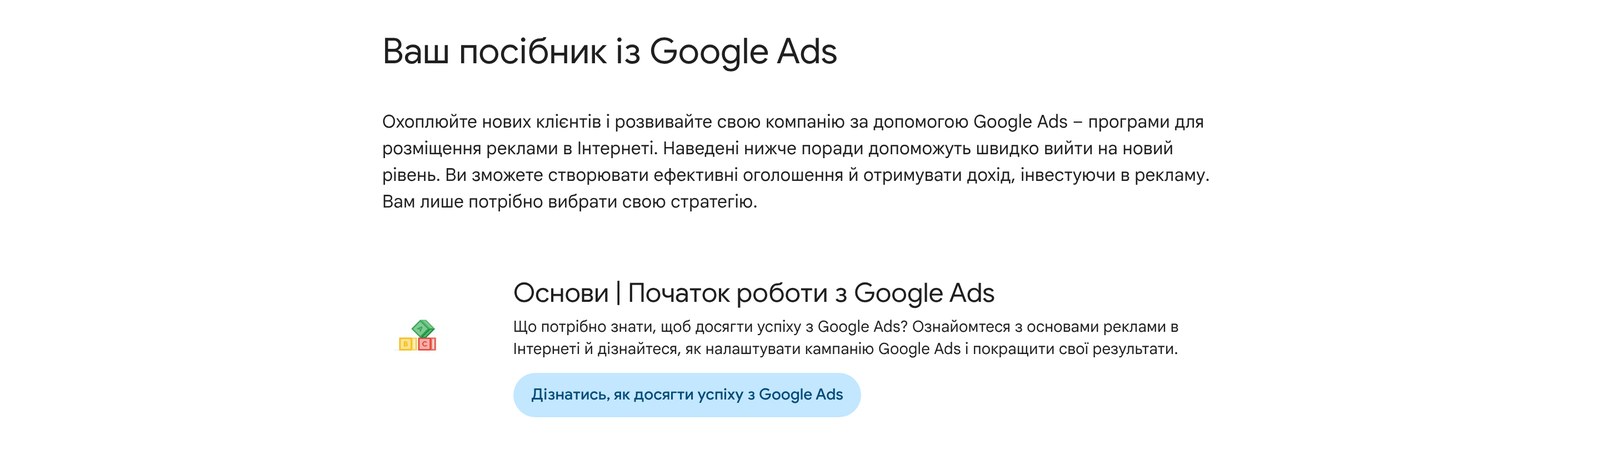 Ваш посібник із Google Ads
Охоплюйте нових клієнтів і розвивайте свою компанію за допомогою Google Ads – програми для
розміщення реклами в Інтернеті. Наведені нижче поради допоможуть швидко вийти на новий
рівень. Ви зможете створювати ефективні оголошення й отримувати дохід, інвестуючи в рекламу.
Вам лише потрібно вибрати свою стратегію.
Основи | Початок роботи з Google Ads
Що потрібно знати, щоб досягти успіху з Google Ads? Ознайомтеся з основами реклами в
Інтернеті й дізнайтеся, як налаштувати кампанію Google Ads і покращити свої результати.
Дізнатись, як досягти успіху з Google Ads